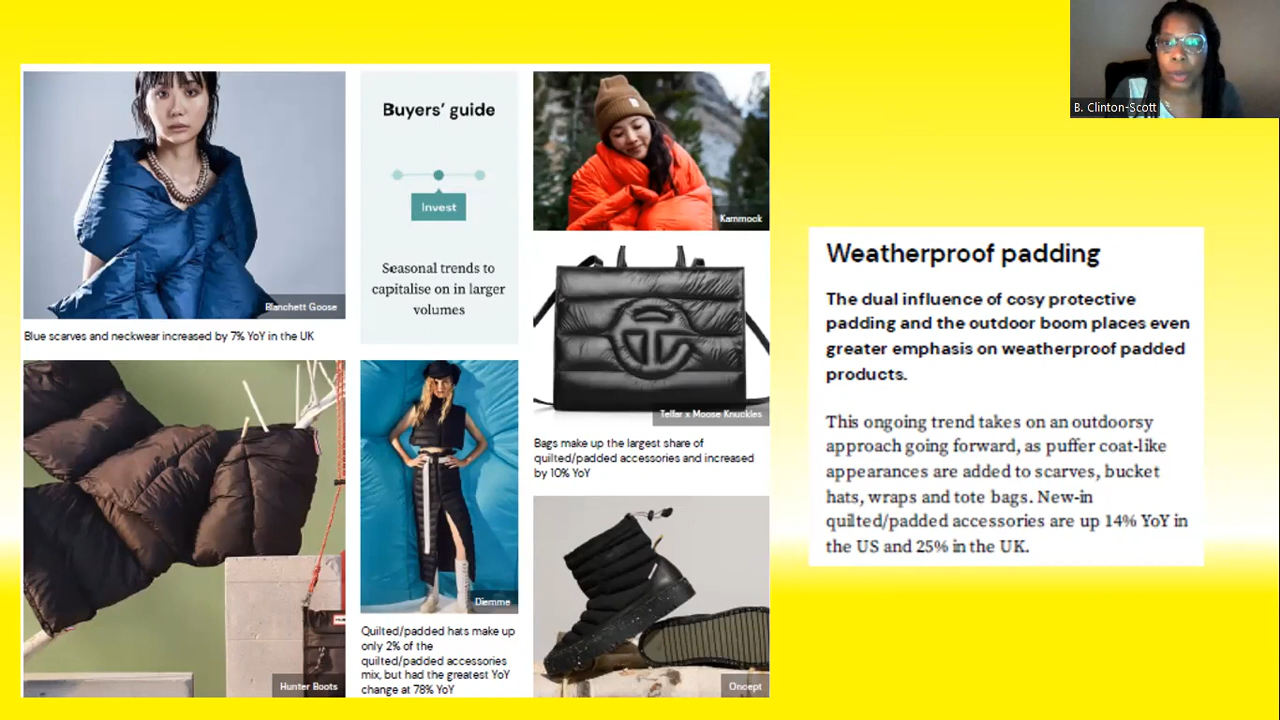 B. Clinton-Scott
Buyers' guide
Invest
Seasonal trends to
capitalise on in larger
volumes
Blanchett Goose
Blue scarves and neckwear increased by 7% YoY in the UK
Kammock
Telfar x Moose Knuckles
Bags make up the largest share of
quilted/padded accessories and increased
by 10% YoY
Hunter Boots
Diemme
Quilted/padded hats make up
only 2% of the
quilted/padded accessories
mix, but had the greatest YoY
change at 78% YoY
Oncept
Weatherproof padding
The dual influence of cosy protective
padding and the outdoor boom places even
greater emphasis on weatherproof padded
products.
This ongoing trend takes on an outdoorsy
approach going forward, as puffer coat-like
appearances are added to scarves, bucket
hats, wraps and tote bags. New-in
quilted/padded accessories are up 14% YoY in
the US and 25% in the UK.